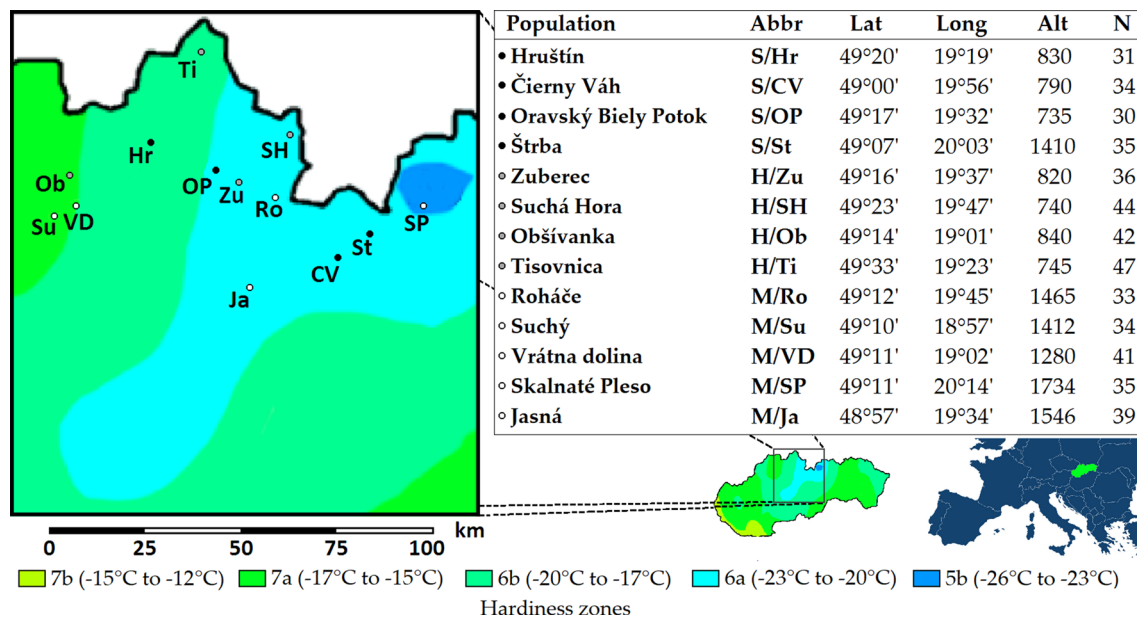 Population Abbr Lat Long Alt N
Hruštín S/Hr 49°20' 19°19' 830 31
Čierny Váh S/CV 49°00' 19°56' 790 34
Oravský Biely Potok S/OP 49°17' 19°32' 735 30
Štrba S/St 49°07' 20°03' 1410 35
Zuberec H/Zu 49°16' 19°37' 820 36
Suchá Hora H/SH 49°23' 19°47' 740 44
Obšívanka H/Ob 49°14' 19°01' 840 42
Tisovnica H/Ti 49°33' 19°23' 745 47
Roháče M/Ro 49°12' 19°45' 1465 33
Suchý M/Su 49°10' 18°57' 1412 34
Vrátna dolina M/VD 49°11' 19°02' 1280 41
Skalnaté Pleso M/SP 49°11' 20°14' 1734 35
Jasná M/Ja 48°57' 19°34' 1546 39
Ti
Hr
SH
Ob
OP
Zu
Ro
SP
Su VD
St
CV
Ja
km
0 25 50 75 100
7b (-15°C to -12°C) 7a (-17°C to -15°C) 6b (-20°C to -17°C) 6a (-23°C to -20°C) 5b (-26°C to -23°C)
Hardiness zones